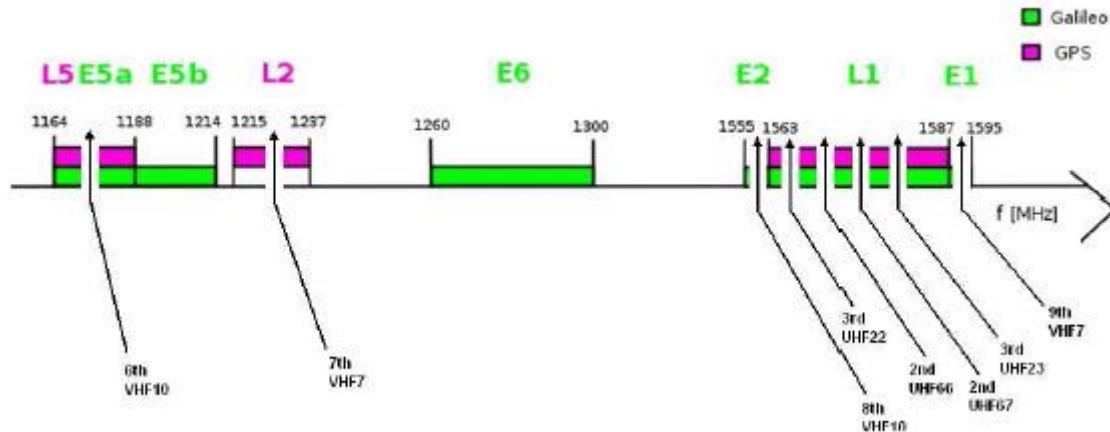 Galileo
GPS
L5 E5a E5b L2 E6 E2 L1 E1
1164 1188 1214 1215 1237 1260 1300 1555 1563 1587 1595
f [MHz]
6th
VHF10
7th
VHF7
8th
VHF10
3rd
UHF22
2nd
UHF66
2nd
UHF67
3rd
UHF23
9th
VHF7